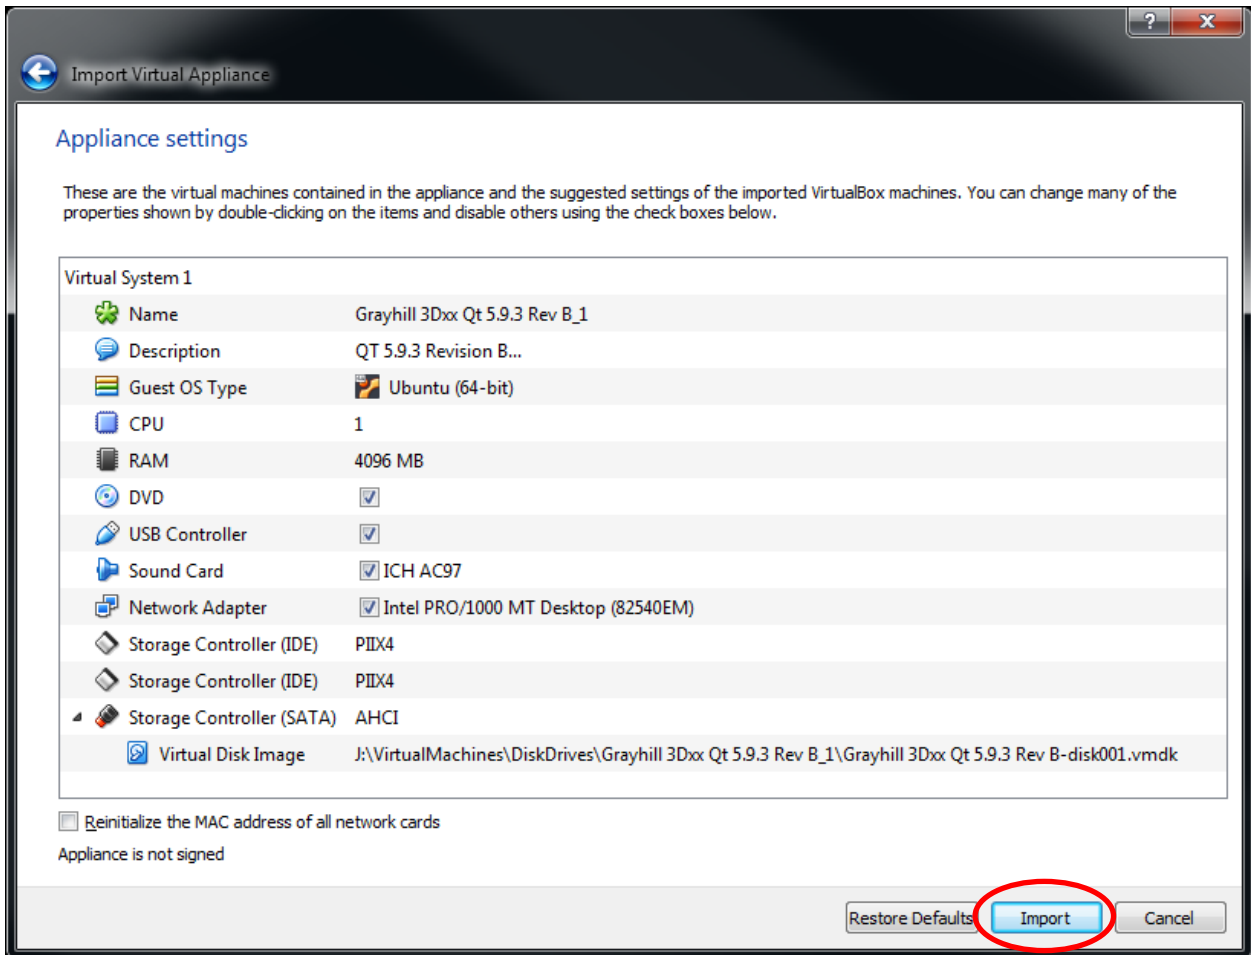 ?
X
Import Virtual Appliance
Appliance settings
These are the virtual machines contained in the appliance and the suggested settings of the imported VirtualBox machines. You can change many of the
properties shown by double-clicking on the items and disable others using the check boxes below.
Virtual System 1
Name Grayhill 3Dxx Qt 5.9.3 Rev B_1
Description QT 5.9.3 Revision B...
Guest OS Type Ubuntu (64-bit)
CPU 1
RAM 4096 MB
DVD
USB Controller
Sound Card ICH AC97
Network Adapter Intel PRO/1000 MT Desktop (82540EM)
Storage Controller (IDE) PIIX4
Storage Controller (IDE) PIIX4
Storage Controller (SATA) AHCI
Virtual Disk Image J:\VirtualMachines\DiskDrives\Grayhill 3Dxx Qt 5.9.3 Rev B_1\Grayhill 3Dxx Qt 5.9.3 Rev B-disk001.vmdk
Reinitialize the MAC address of all network cards
Appliance is not signed
Restore Defaults Import Cancel